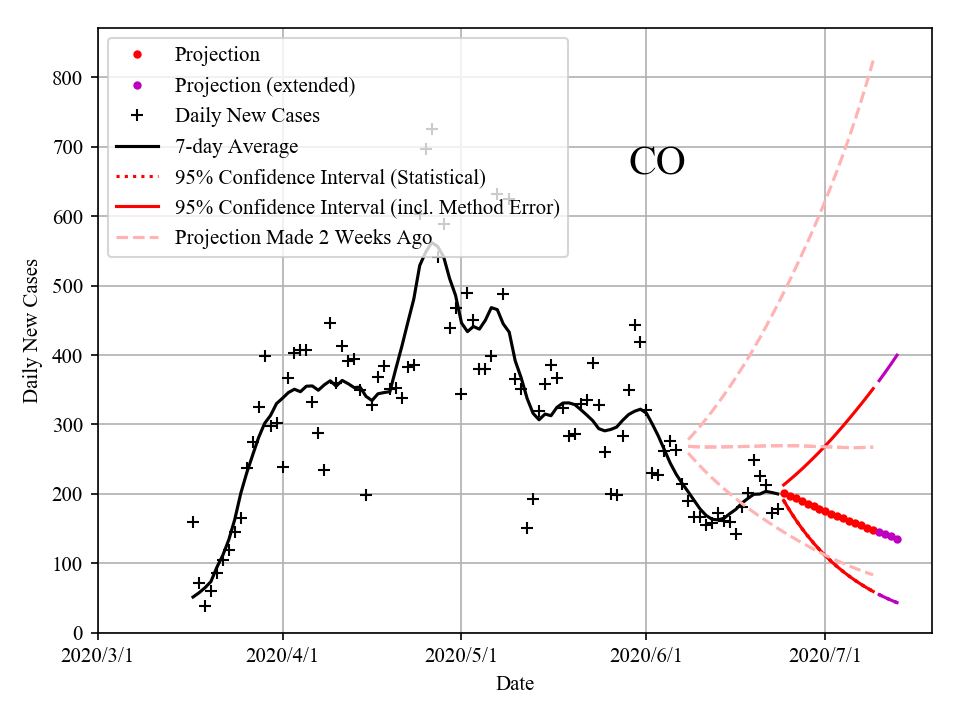 Projection
Projection (extended)
Daily New Cases
7-day Average
95% Confidence Interval (Statistical)
95% Confidence Interval (incl. Method Error)
Projection Made 2 Weeks Ago
CO
800
700
600
500
400
300
200
100
0
Daily New Cases
2020/3/1
2020/4/1
2020/5/1
2020/6/1
2020/7/1
Date